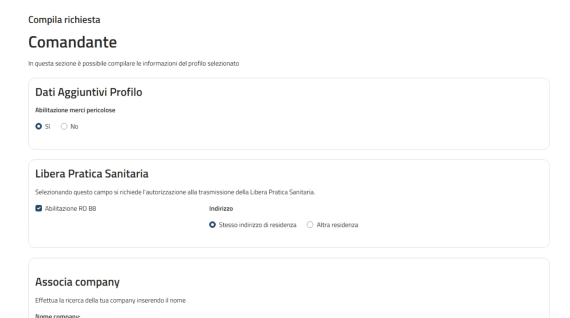 Compila richiesta
Comandante
In questa sezione è possibile compilare le informazioni del profilo selezionato
Dati Aggiuntivi Profilo
Abilitazione merci pericolose
Sì No
Libera Pratica Sanitaria
Selezionando questo campo si richiede l'autorizzazione alla trasmissione della Libera Pratica Sanitaria.
Abilitazione RD 88 Indirizzo
Stesso indirizzo di residenza Altra residenza
Associa company
Effettua la ricerca della tua company inserendo il nome
Nome company: